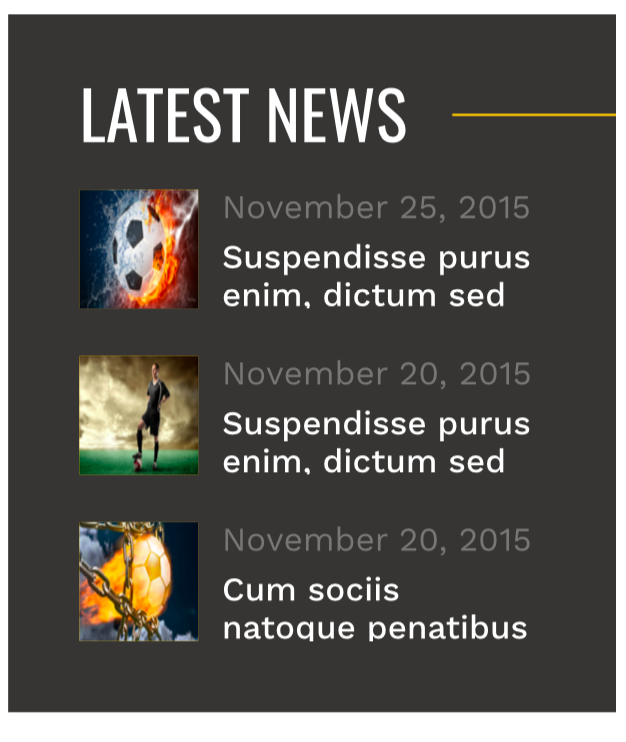 LATEST NEWS
November 25, 2015
Suspendisse purus
enim, dictum sed
November 20, 2015
Suspendisse purus
enim, dictum sed
November 20, 2015
Cum sociis
natoque penatibus